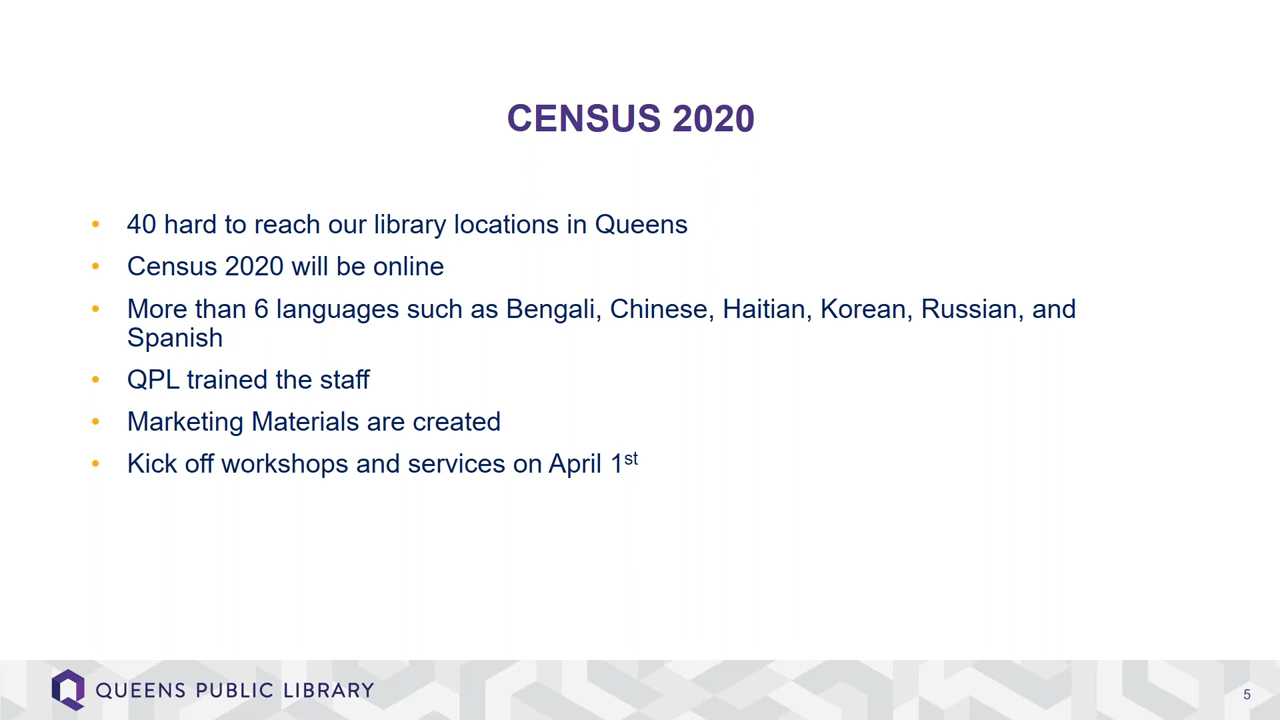 CENSUS 2020
• 40 hard to reach our library locations in Queens
• Census 2020 will be online
• More than 6 languages such as Bengali, Chinese, Haitian, Korean, Russian, and
Spanish
• QPL trained the staff
• Marketing Materials are created
• Kick off workshops and services on April 1st
QUEENS PUBLIC LIBRARY
5